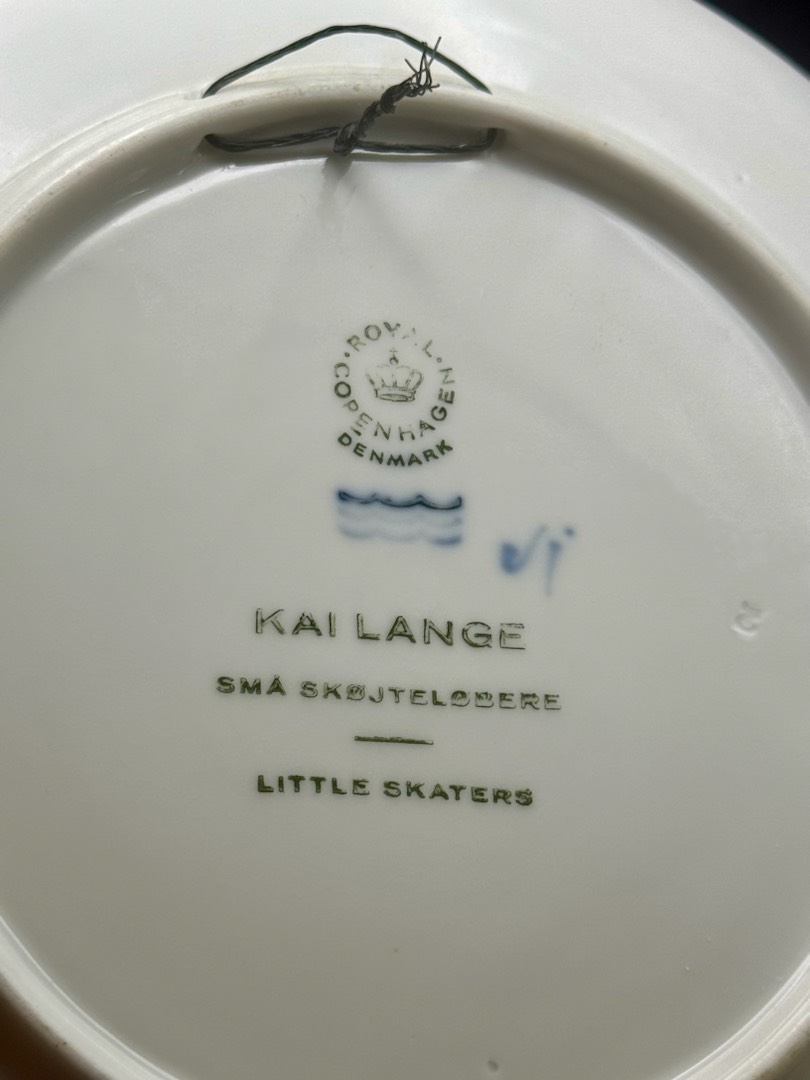 ROYAL COPENHAGEN
DENMARK
KAI LANGE
SMÅ SKØJTELØBERE
LITTLE SKATERS